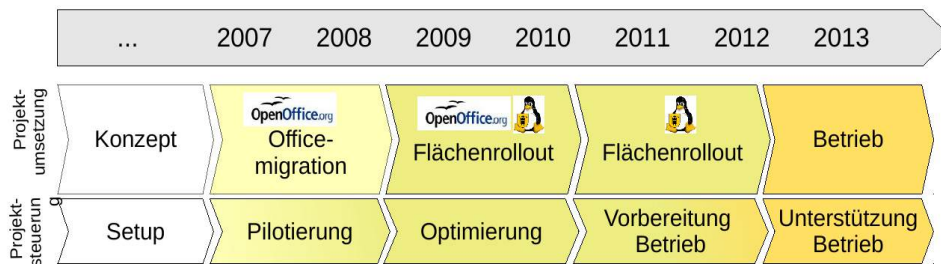 ... 2007 2008 2009 2010 2011 2012 2013
Projekt-
umsetzung
Konzept
OpenOffice.org
Office-
migration
OpenOffice.org
Flächenrollout
Flächenrollout
Betrieb
Projekt-
steuerun
g
Setup
Pilotierung
Optimierung
Vorbereitung
Betrieb
Unterstützung
Betrieb